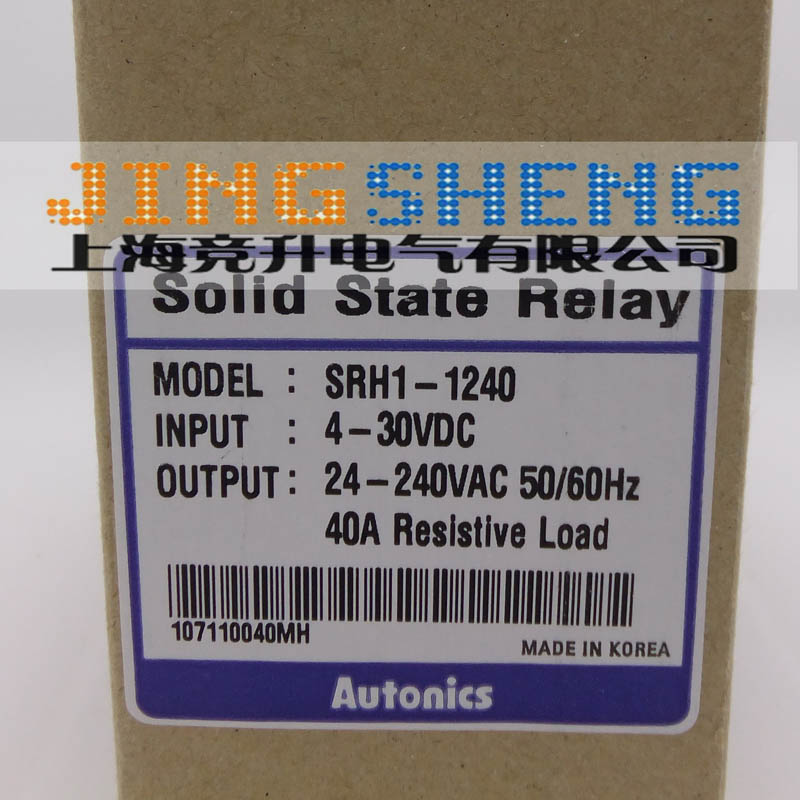 JINGSHENG
上海亮升电气有限公司
Solid State Relay
MODEL : SRH1-1240
INPUT : 4-30VDC
OUTPUT : 24-240VAC 50/60Hz
40A Resistive Load
107110040MH
MADE IN KOREA
Autonics